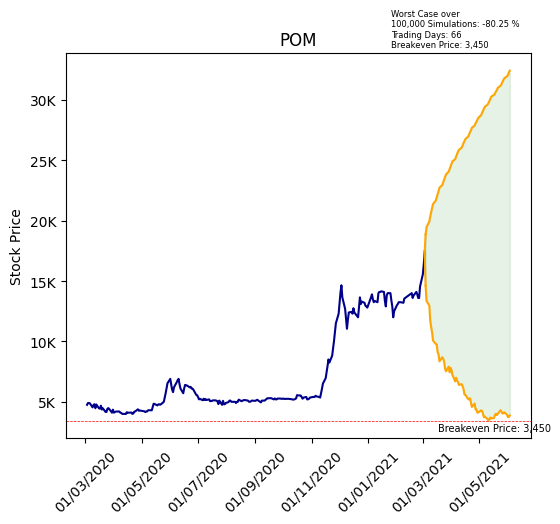 Worst Case over
100,000 Simulations: -80.25 %
Trading Days: 66
Breakeven Price: 3,450
POM
Stock Price
30K
25K
20K
15K
10K
5K
Breakeven Price: 3,450
01/03/2020
01/05/2020
01/07/2020
01/09/2020
01/11/2020
01/01/2021
01/03/2021
01/05/2021